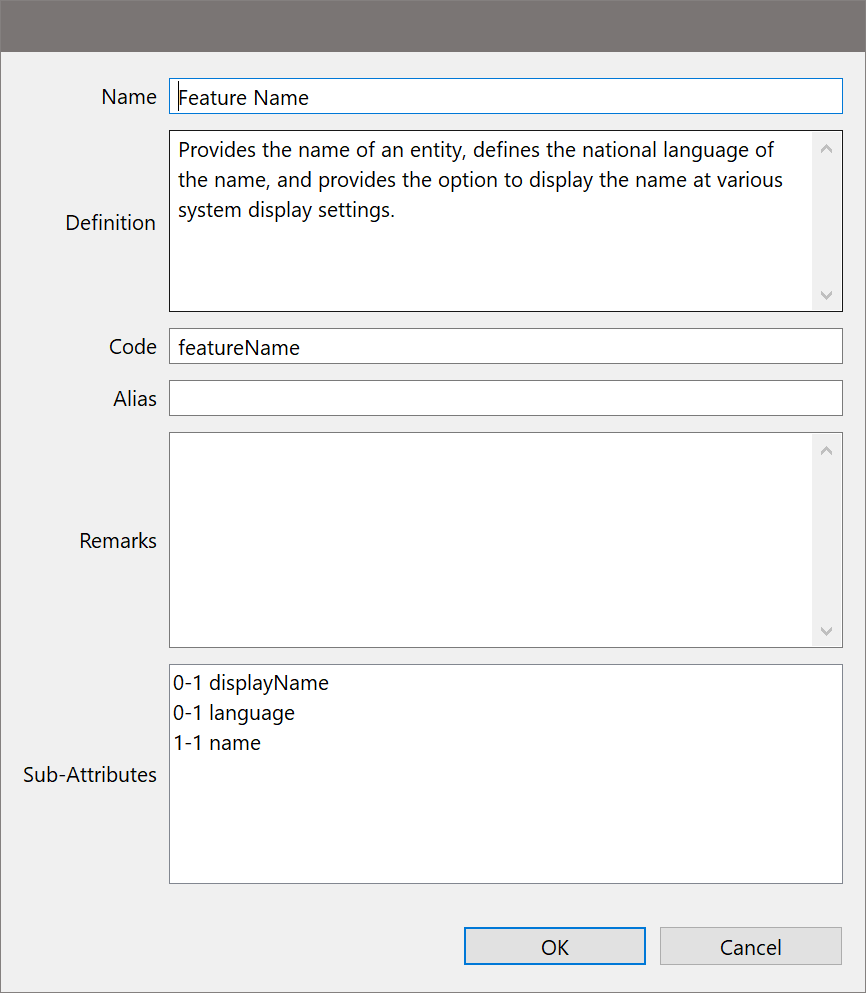 Name
Feature Name
Definition
Provides the name of an entity, defines the national language of
the name, and provides the option to display the name at various
system display settings.
Code
featureName
Alias
Remarks
Sub-Attributes
0-1 displayName
0-1 language
1-1 name
OK
Cancel